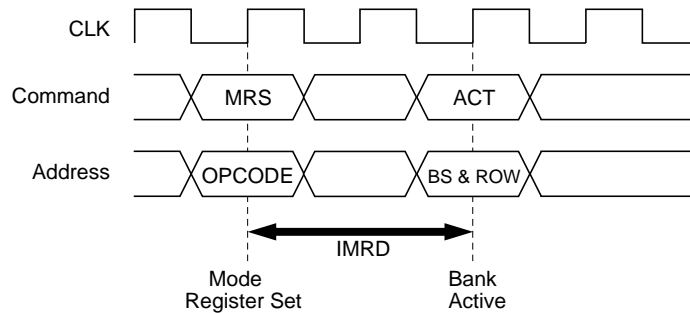 CLK
Command
MRS
ACT
Address
OPCODE
BS & ROW
IMRD
Mode
Register Set
Bank
Active